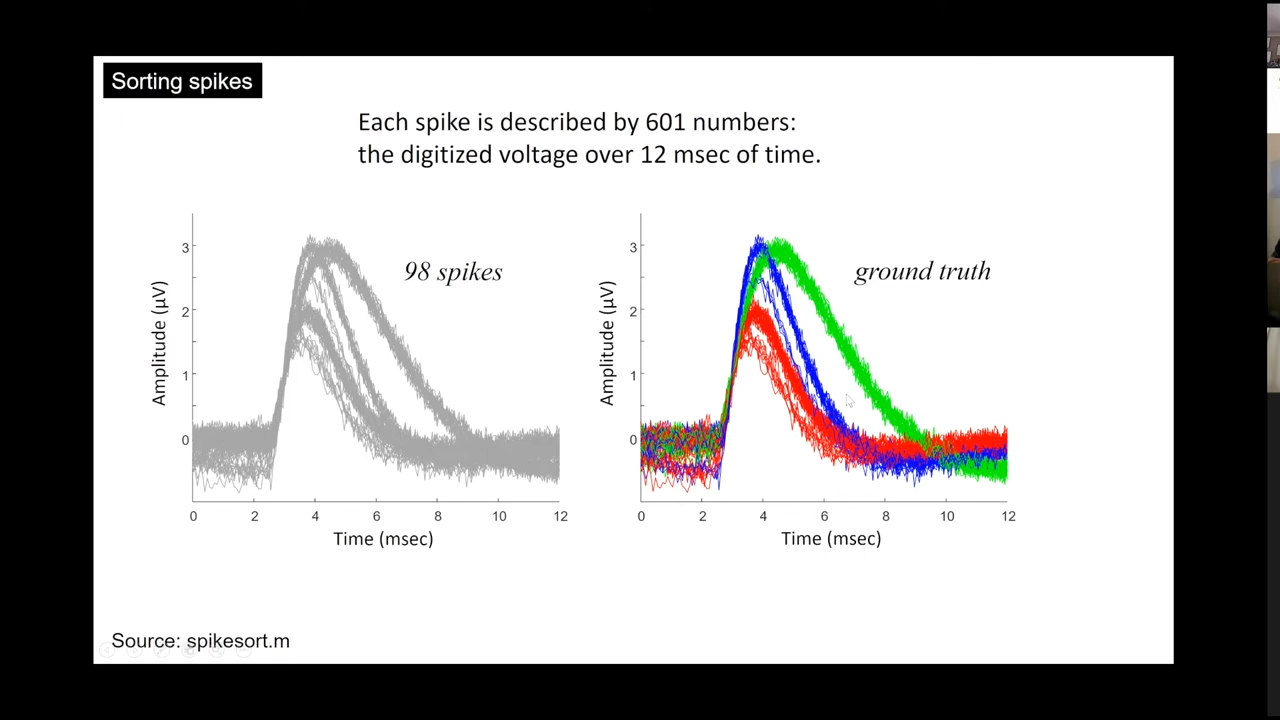 Sorting spikes
Each spike is described by 601 numbers:
the digitized voltage over 12 msec of time.
98 spikes
3
2
1
0
Amplitude (µV)
0 2 4 6 8 10 12
Time (msec)
ground truth
3
2
1
0
Amplitude (µV)
0 2 4 6 8 10 12
Time (msec)
Source: spikesort.m